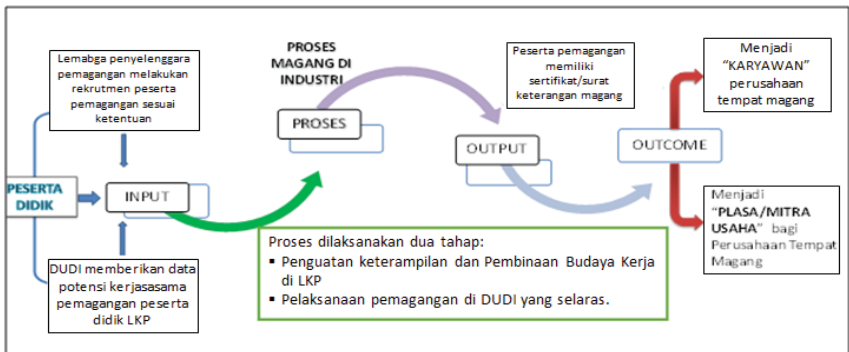 Lemabga penyelenggara
pemagangan melakukan
rekrutmen peserta
pemagangan sesuai
ketentuan
PESERTA
DIDIK
INPUT
DUDI memberikan data
potensi kerjasasama
pemagangan peserta
didik LKP
PROSES
MAGANG DI
INDUSTRI
PROSES
Proses dilaksanakan dua tahap:
▪ Penguatan keterampilan dan Pembinaan Budaya Kerja
di LKP
▪ Pelaksanaan pemagangan di DUDI yang selaras.
Peserta pemagangan
memiliki
sertifikat/surat
keterangan magang
OUTPUT
OUTCOME
Menjadi
“KARYAWAN”
perusahaan
tempat magang
Menjadi
“PLASA/MITRA
USAHA” bagi
Perusahaan Tempat
Magang